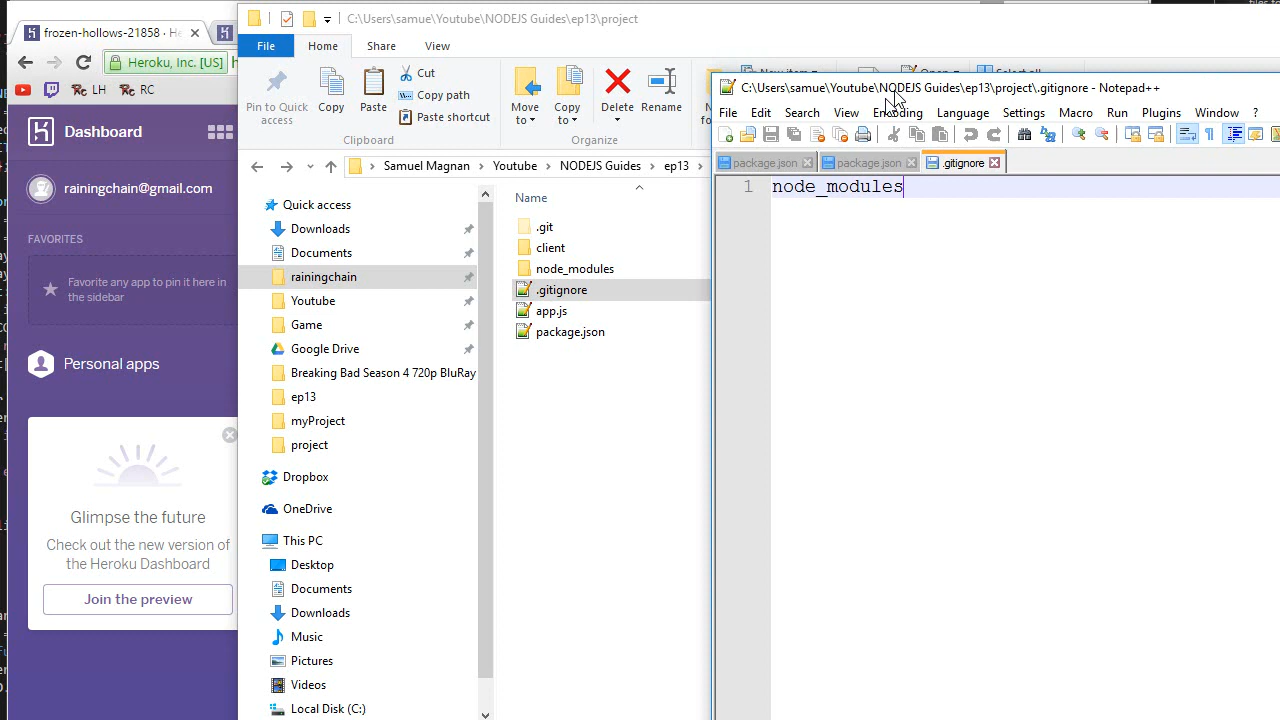 frozen-hollows-21858 · He
Heroku, Inc. [US]
LH
RC
Dashboard
rainingchain@gmail.com
FAVORITES
Favorite any app to pin it here in
the sidebar
Personal apps
Glimpse the future
Check out the new version of
the Heroku Dashboard
Join the preview
C:\Users\samue\Youtube\NODEJS Guides\ep13\project
File
Home
Share
View
Pin to Quick
access
Copy
Paste
Cut
Copy path
Paste shortcut
Clipboard
Move
to
Copy
to
Delete
Rename
Organize
New item
Open
Select all
Samuel Magnan
Youtube
NODEJS Guides
ep13
Quick access
Downloads
Documents
rainingchain
Youtube
Game
Google Drive
Breaking Bad Season 4 720p BluRay
ep13
myProject
project
Dropbox
OneDrive
This PC
Desktop
Documents
Downloads
Music
Pictures
Videos
Local Disk (C:)
Name
.git
client
node_modules
.gitignore
app.js
package.json
C:\Users\samue\Youtube\NODEJS Guides\ep13\project\.gitignore - Notepad++
File Edit Search View Encoding Language Settings Macro Run Plugins Window ?
package.json
package.json
.gitignore
1 node_modules